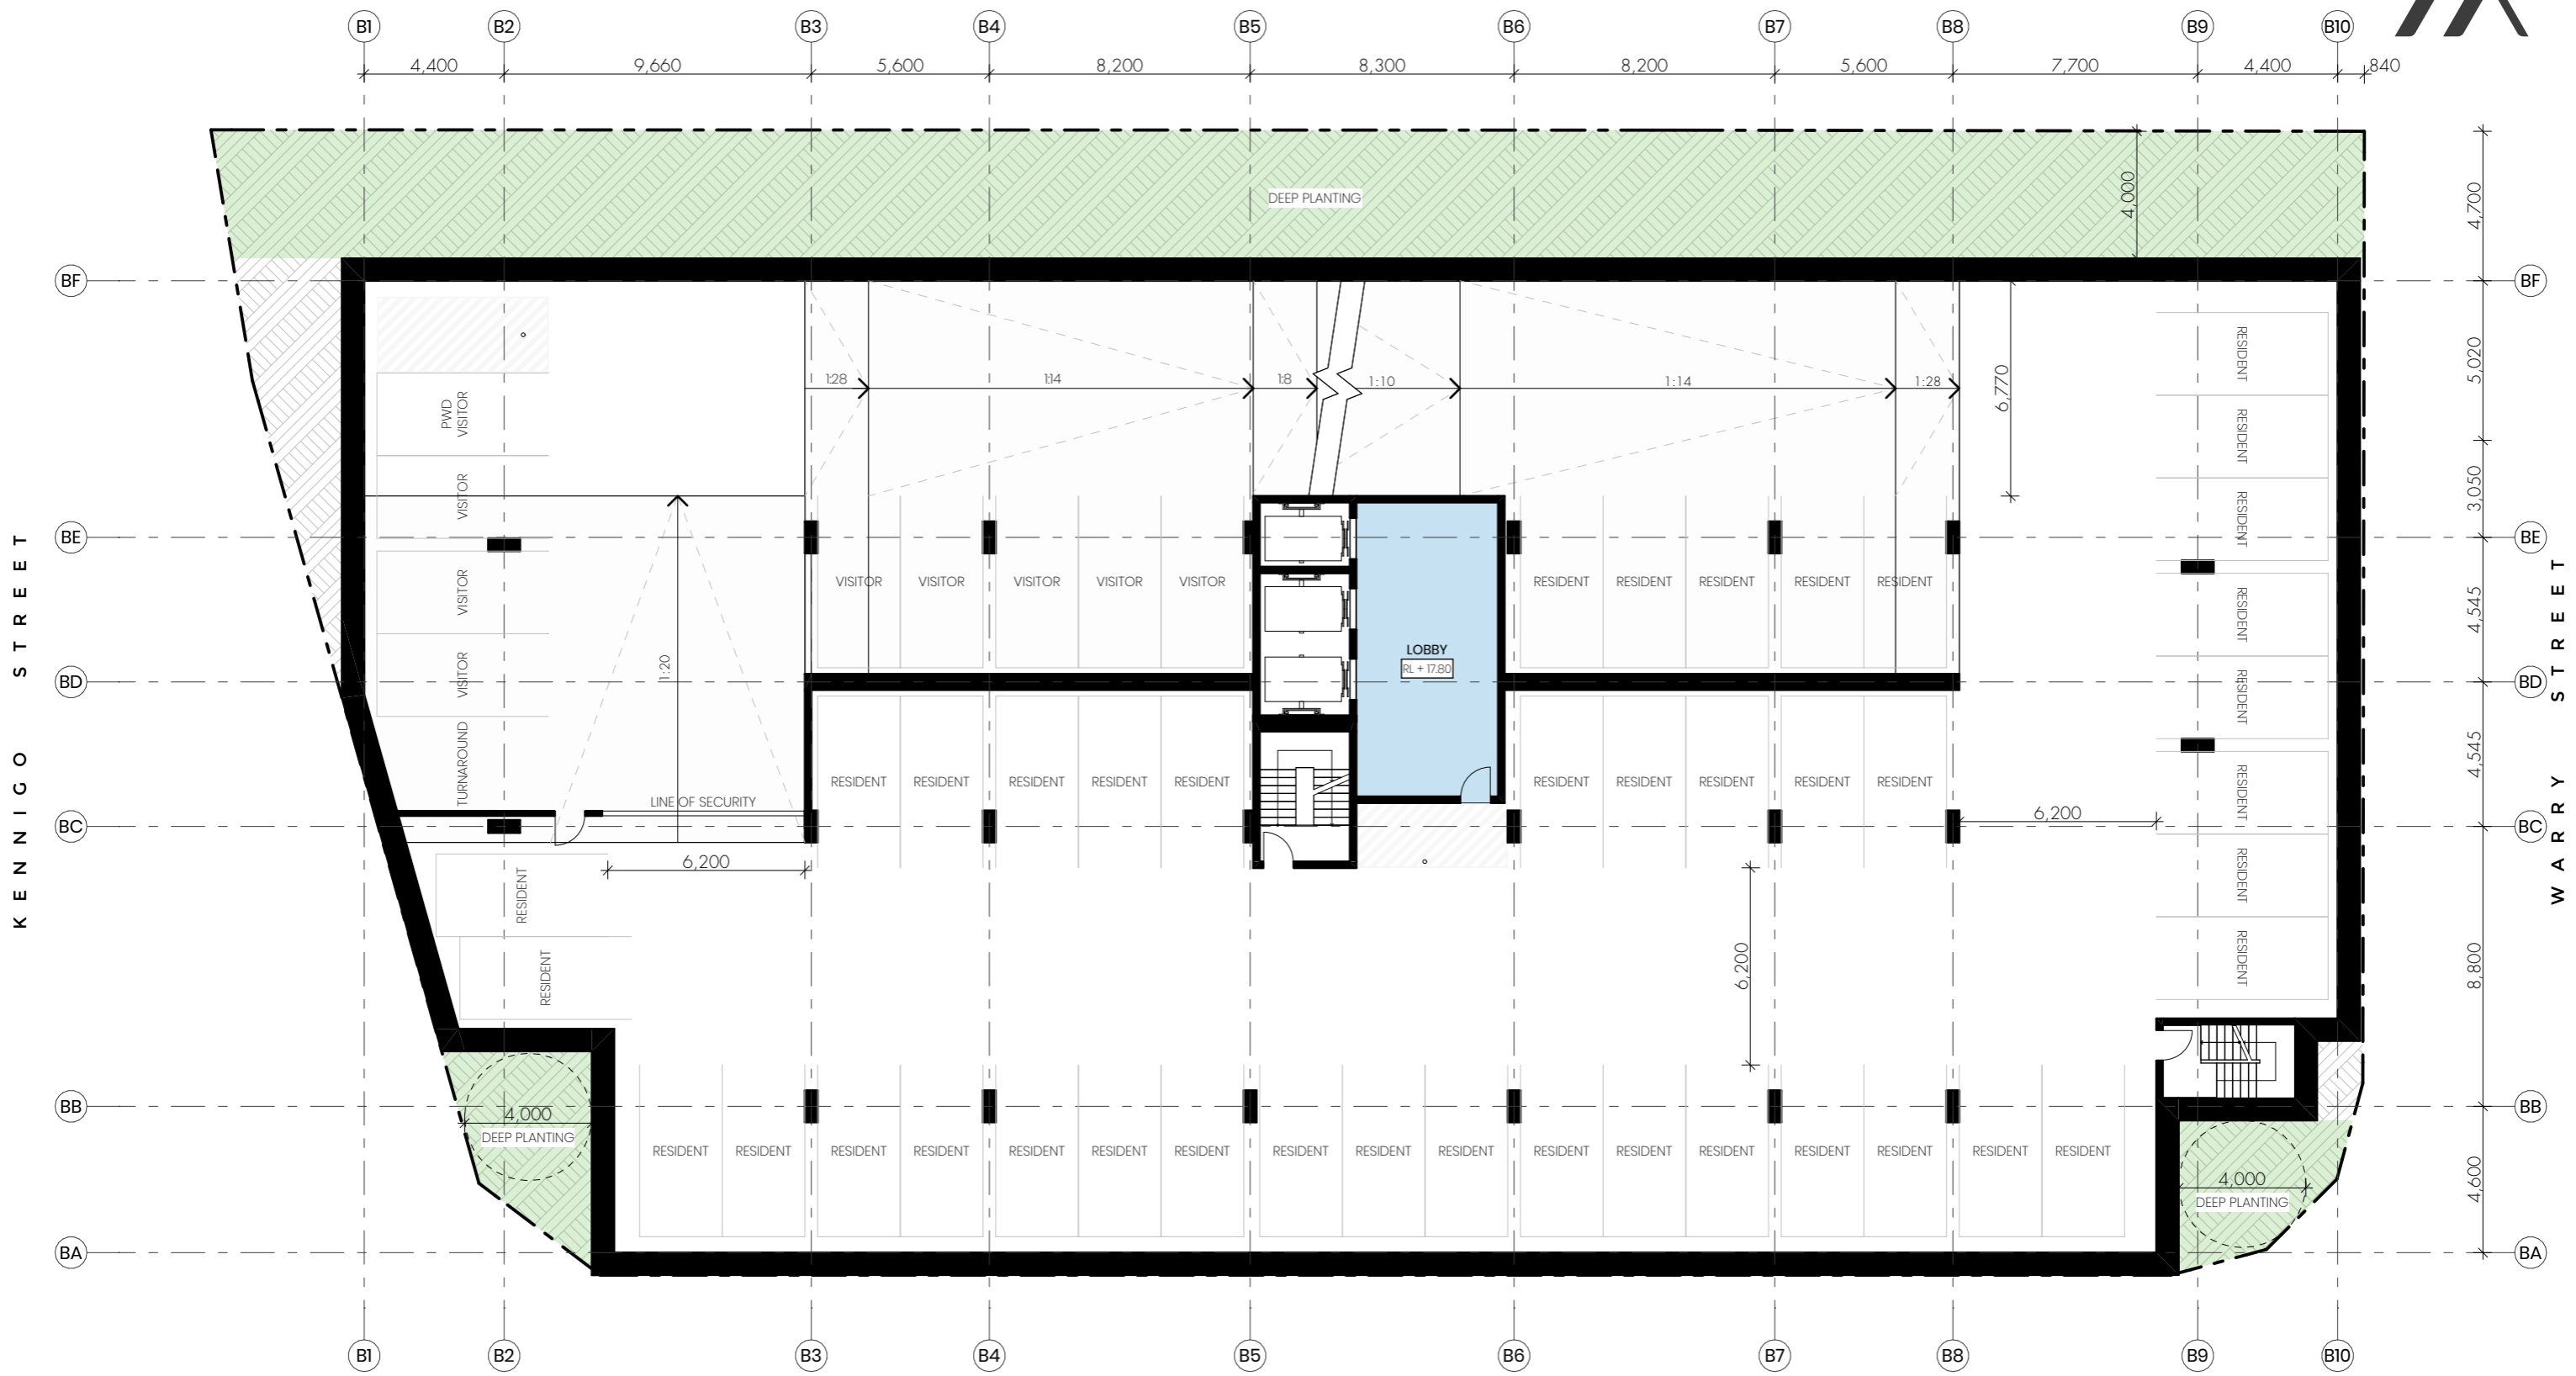 B1 B2 B3 B4 B5 B6 B7 B8 B9 B10
4,400 9,660 5,600 8,200 8,300 8,200 5,600 7,700 4,400 840
DEEP PLANTING
4,000
4,700
BF BF
5,020
1:28 1:14 1:8 1:10 1:14 1:28
6,770
PWD
VISITOR
VISITOR
VISITOR
VISITOR
TURNAROUND
1:20
3,050
BE BE
VISITOR VISITOR VISITOR VISITOR VISITOR
RESIDENT RESIDENT RESIDENT RESIDENT RESIDENT
LOBBY
RL + 17.80
4,545
BD BD
KENNIGO STREET
WARRY STREET
RESIDENT RESIDENT RESIDENT RESIDENT RESIDENT
RESIDENT RESIDENT RESIDENT RESIDENT RESIDENT
4,545
LINE OF SECURITY
BC BC
6,200
6,200
RESIDENT
RESIDENT
RESIDENT
RESIDENT
RESIDENT
RESIDENT
RESIDENT
RESIDENT
RESIDENT
RESIDENT
6,200
8,800
BB BB
4,000
DEEP PLANTING
RESIDENT RESIDENT RESIDENT RESIDENT RESIDENT RESIDENT RESIDENT RESIDENT RESIDENT RESIDENT RESIDENT RESIDENT RESIDENT RESIDENT RESIDENT RESIDENT RESIDENT
4,000
DEEP PLANTING
4,600
BA BA
B1 B2 B3 B4 B5 B6 B7 B8 B9 B10